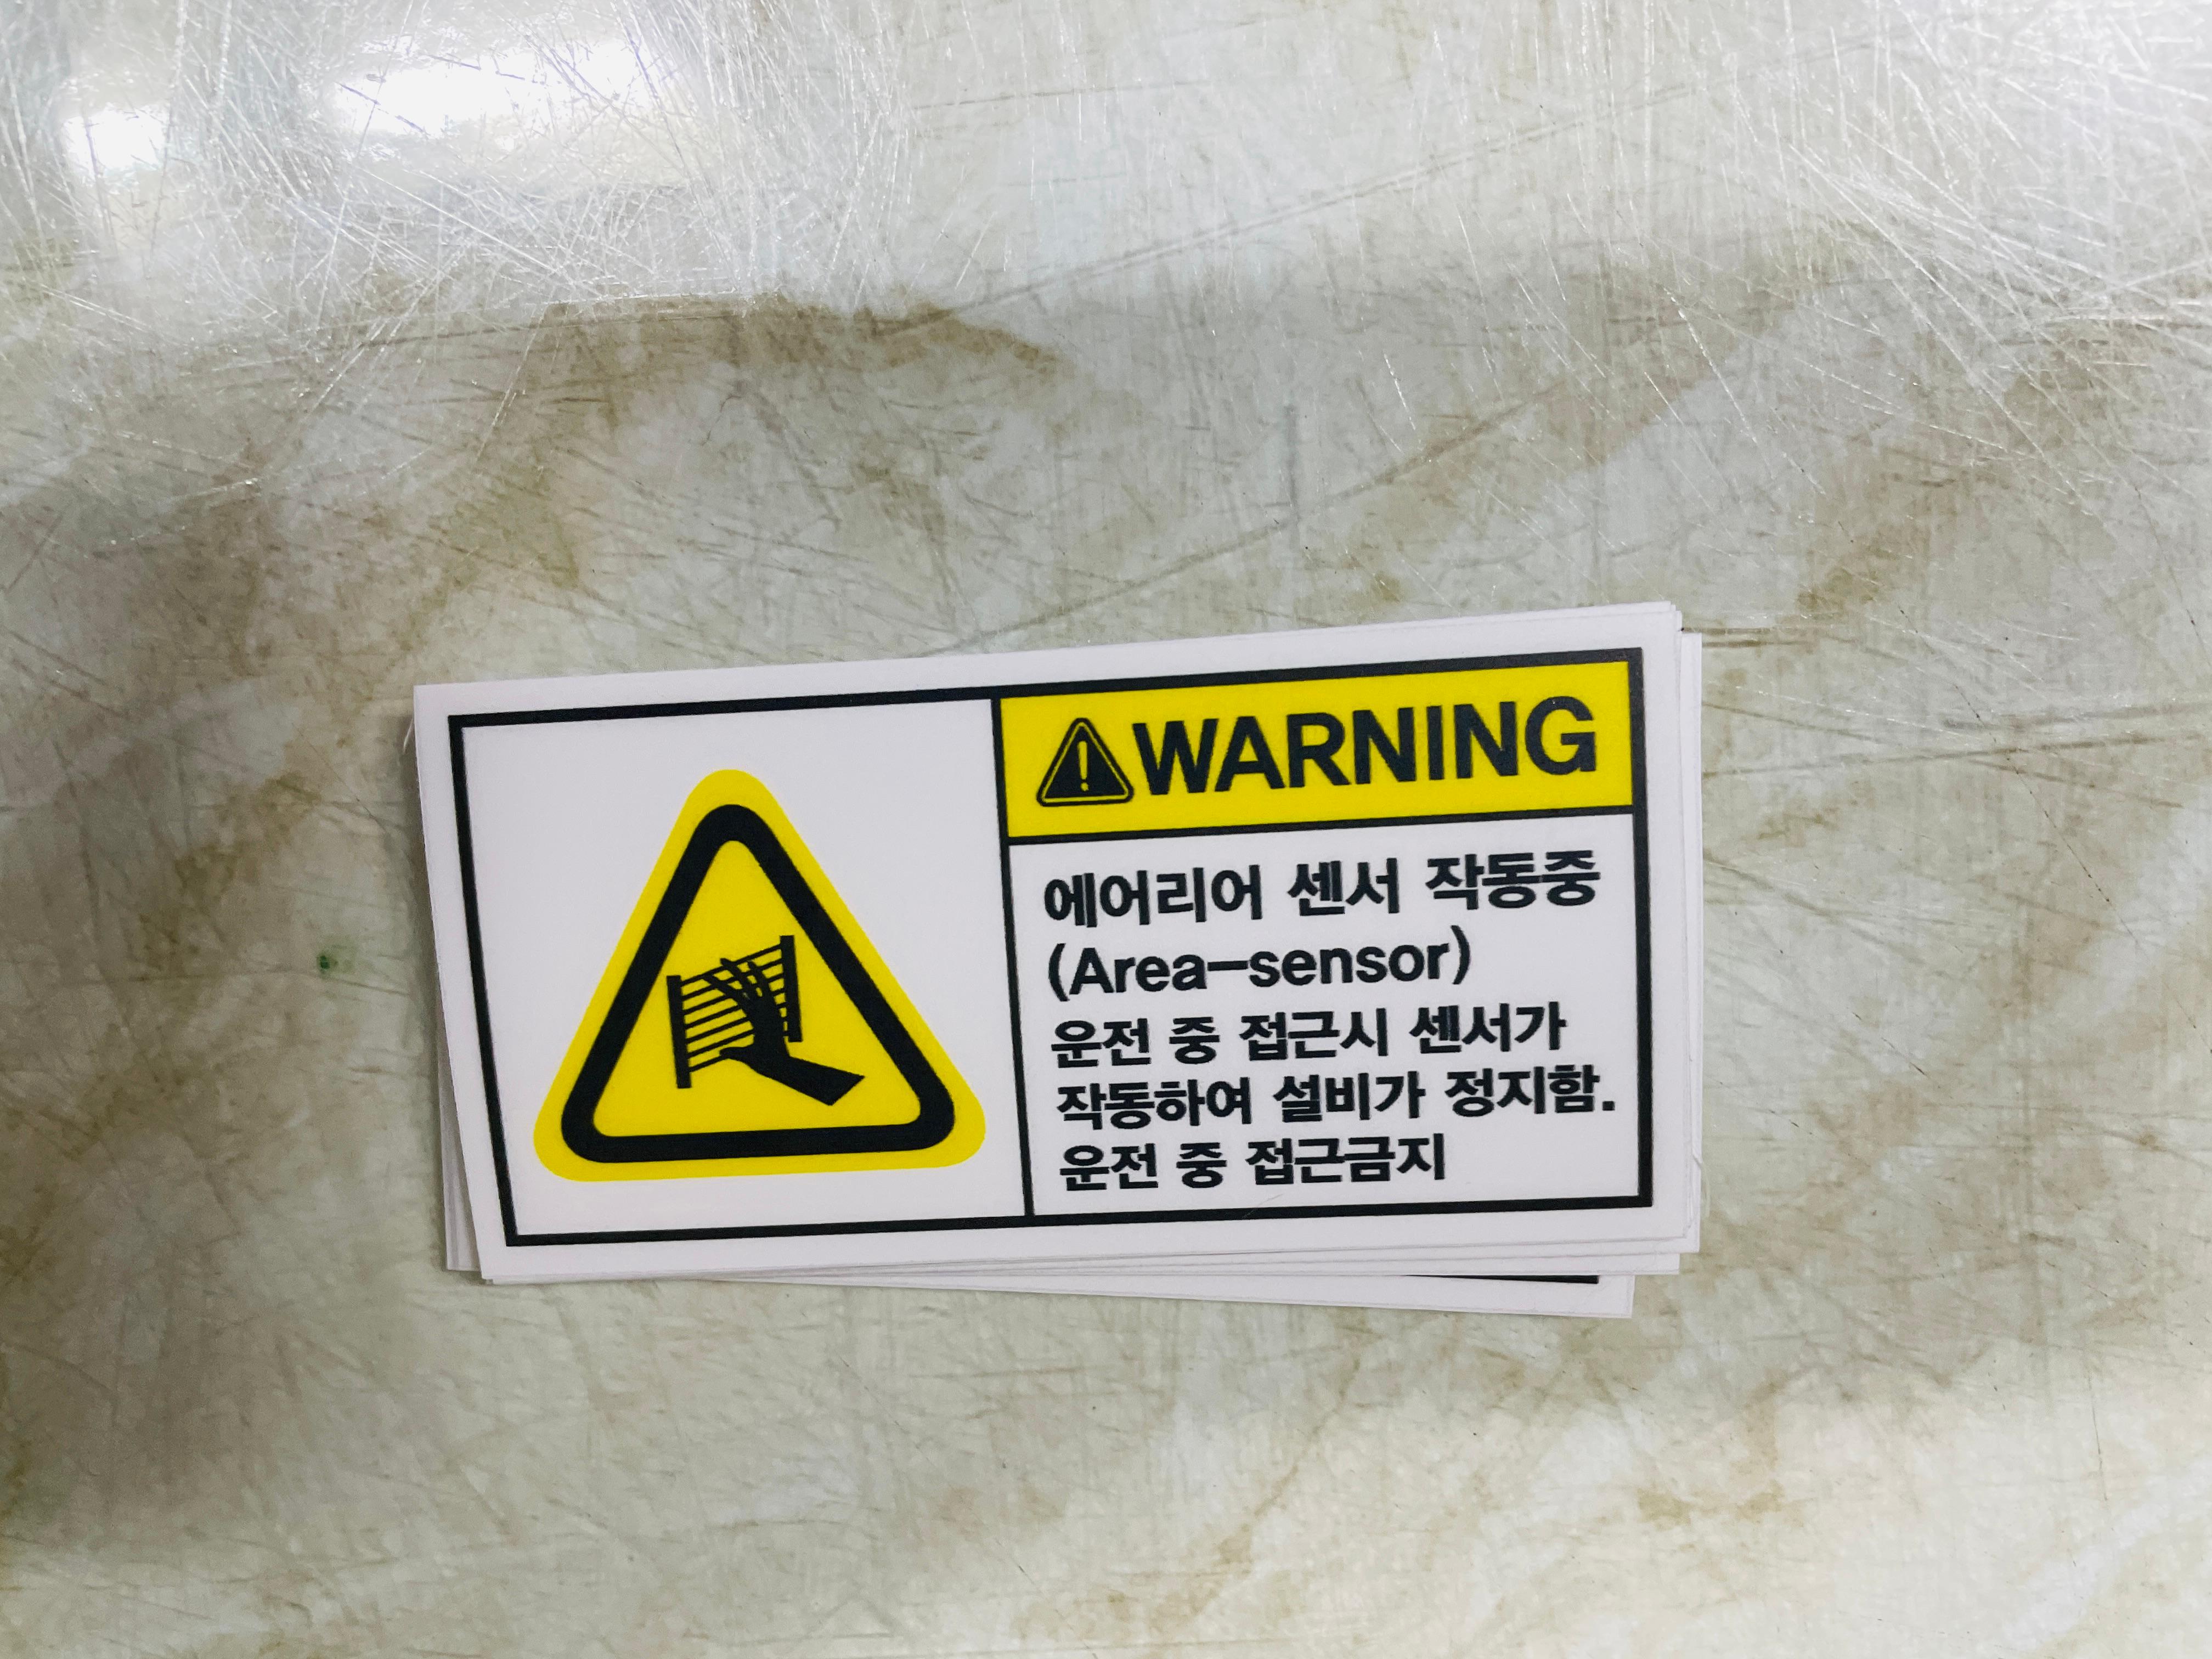 WARNING
에어리어 센서 작동중
(Area-sensor)
운전 중 접근시 센서가
작동하여 설비가 정지함.
운전 중 접근금지